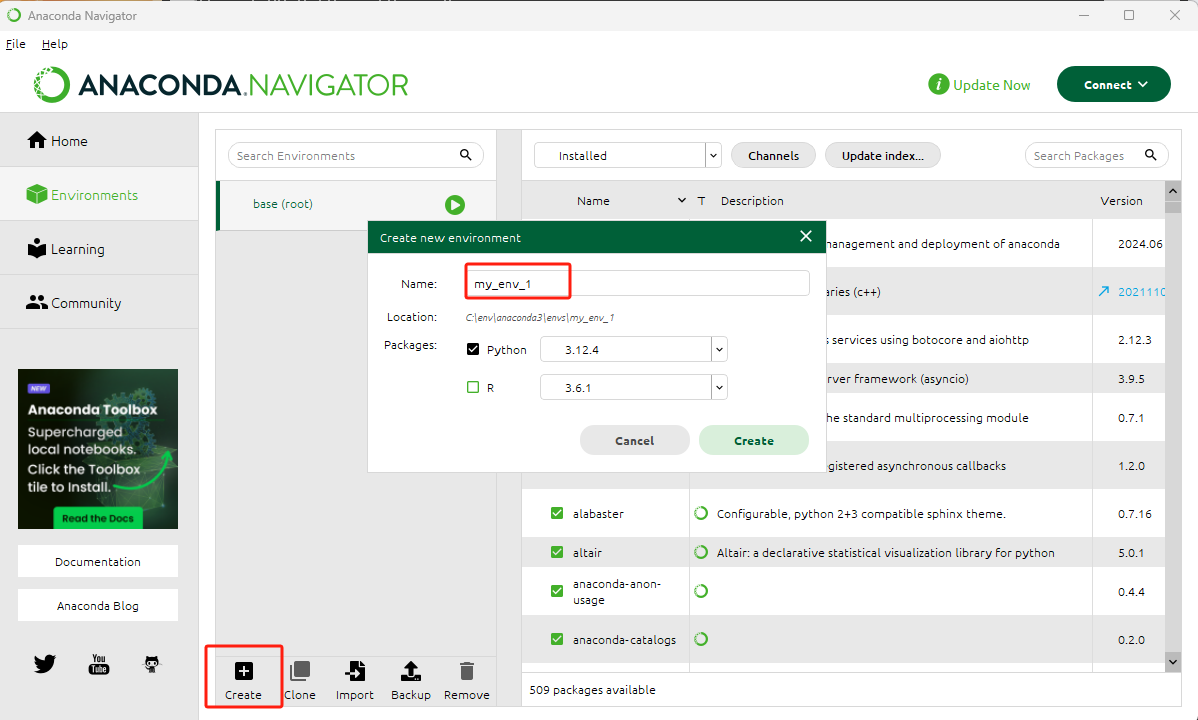 Anaconda Navigator
File Help
ANACONDA.NAVIGATOR
i Update Now
Connect
Home
Environments
Learning
Community
NEW
Anaconda Toolbox
Supercharged
local notebooks.
Click the Toolbox
tile to install.
Read the Docs
Documentation
Anaconda Blog
You
Tube
Search Environments
base (root)
Create
Clone
Import
Backup
Remove
Installed
Channels
Update index...
Search Packages
Name T Description Version
anagement and deployment of anaconda 2024.06
aries (c++) 2021110
s services using botocore and aiohttp 2.12.3
rver framework (asyncio) 3.9.5
he standard multiprocessing module 0.7.1
egistered asynchronous callbacks 1.2.0
alabaster Configurable, python 2+3 compatible sphinx theme. 0.7.16
altair Altair: a declarative statistical visualization library for python 5.0.1
anaconda-anon-
usage 0.4.4
anaconda-catalogs 0.2.0
509 packages available
Create new environment
Name: my_env_1
Location: C:\env\anaconda3\envs\my_env_1
Packages: Python 3.12.4
R 3.6.1
Cancel Create